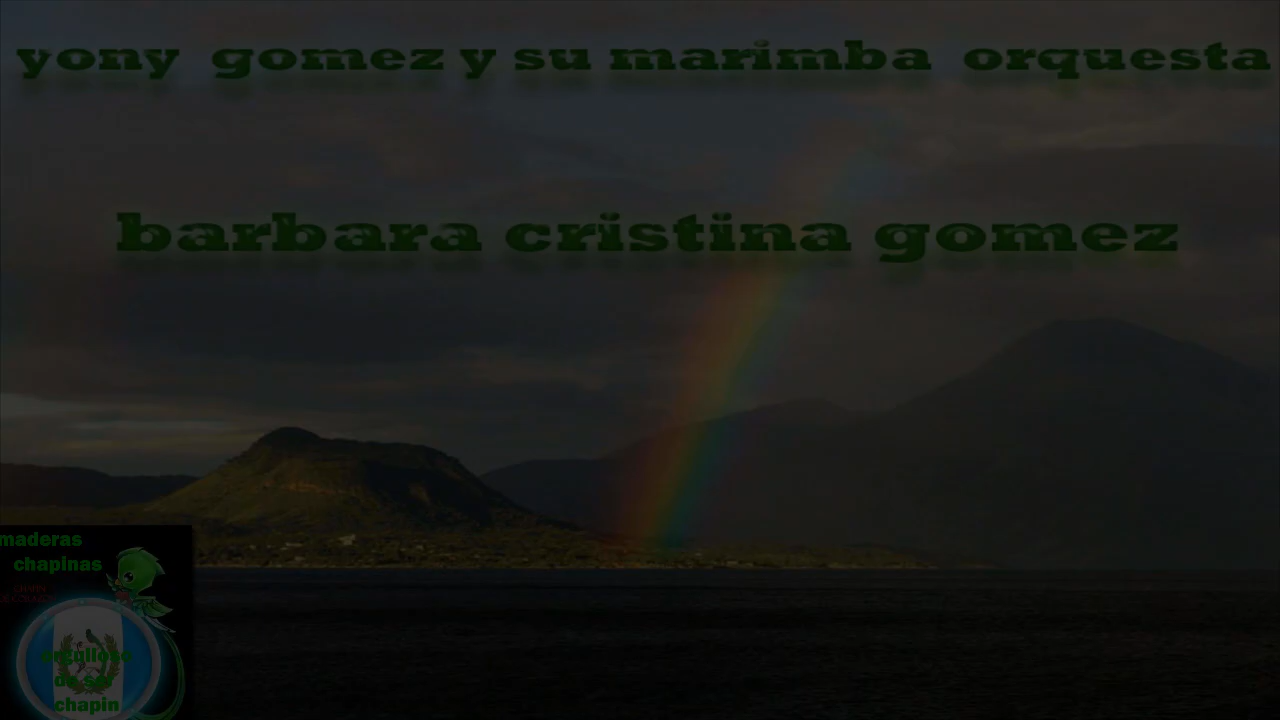 yony gomez y su marimba orquesta
barbara cristina gomez
maderas
chapinas
orgulloso
de ser
chapin